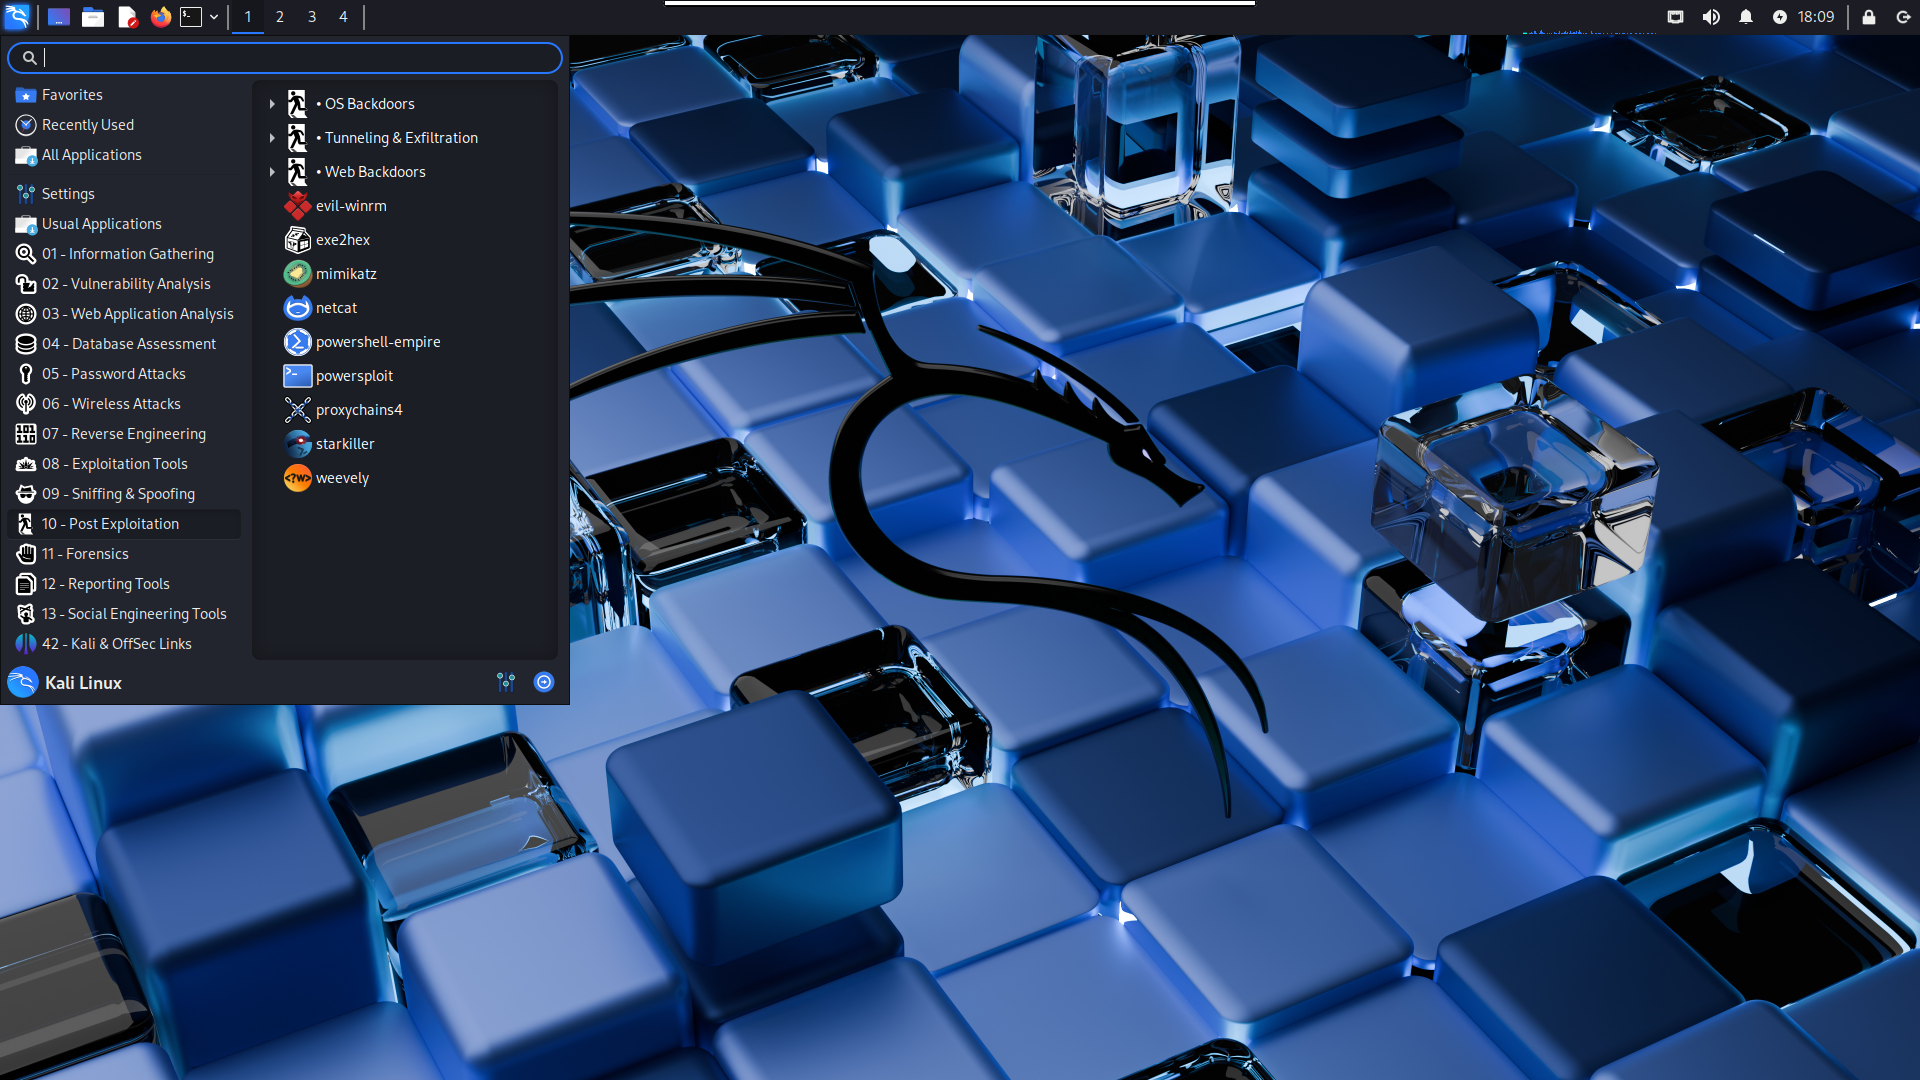 1 2 3 4
18:09
Favorites
Recently Used
All Applications
Settings
Usual Applications
01 - Information Gathering
02 - Vulnerability Analysis
03 - Web Application Analysis
04 - Database Assessment
05 - Password Attacks
06 - Wireless Attacks
07 - Reverse Engineering
08 - Exploitation Tools
09 - Sniffing & Spoofing
10 - Post Exploitation
11 - Forensics
12 - Reporting Tools
13 - Social Engineering Tools
42 - Kali & OffSec Links
• OS Backdoors
• Tunneling & Exfiltration
• Web Backdoors
evil-winrm
exe2hex
mimikatz
netcat
powershell-empire
powersploit
proxychains4
starkiller
<?w>
weevely
Kali Linux